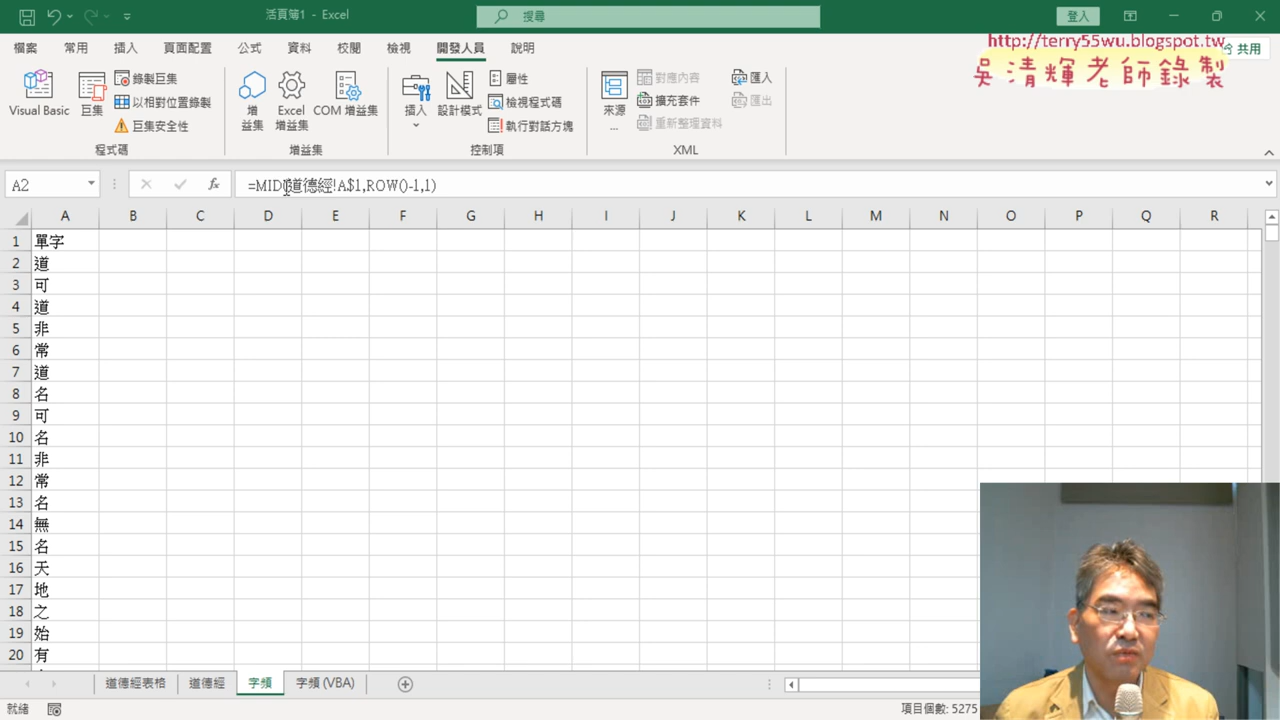 活頁簿1 - Excel
搜尋
登入
檔案 常用 插入 頁面配置 公式 資料 校閱 檢視 開發人員 說明
共用
http://terry55wu.blogspot.tw
吳清輝老師錄製
Visual Basic
巨集
錄製巨集
以相對位置錄製
巨集安全性
程式碼
增益集
Excel 增益集
COM 增益集
增益集
插入
設計模式
屬性
檢視程式碼
執行對話方塊
控制項
來源
...
對應內容
擴充套件
重新整理資料
匯入
匯出
XML
A2
fx
=MID(道德經!A$1,ROW()-1,1)
A B C D E F G H I J K L M N O P Q R
1 單字
2 道
3 可
4 道
5 非
6 常
7 道
8 名
9 可
10 名
11 非
12 常
13 名
14 無
15 名
16 天
17 地
18 之
19 始
20 有
道德經表格 道德經 字頻 字頻 (VBA)
就緒
項目個數: 5275